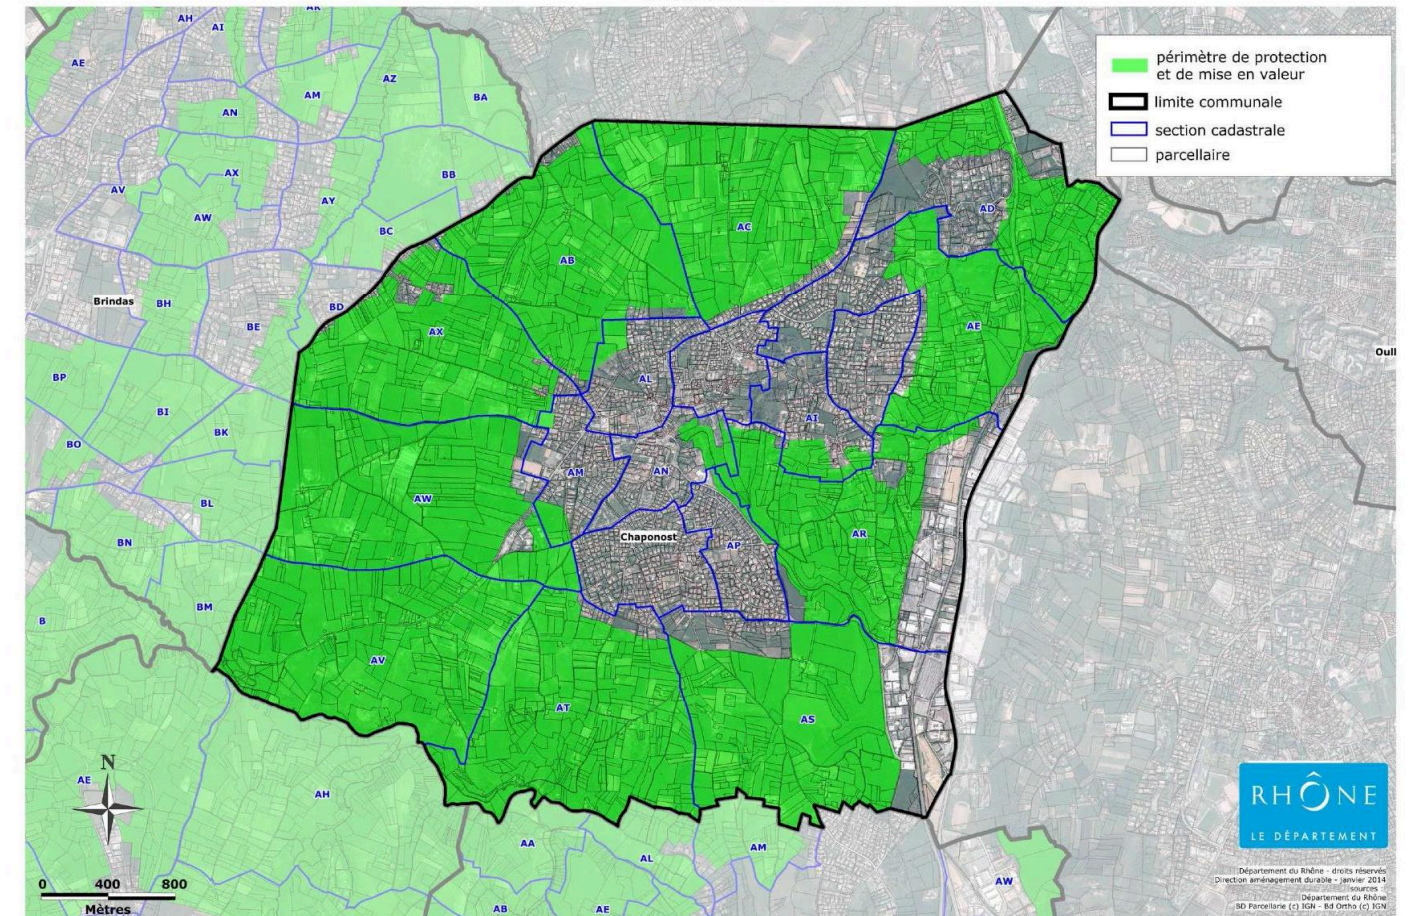 AK
AH
AI
AE
AZ
BA
AM
AN
AX
BB
AV
AY
AW
BC
Brindas
BH
BD
BE
BP
BI
BO
BK
BL
BN
BM
B
AB
AC
AD
AX
AE
AL
AI
AM
AN
AW
Chaponost
AP
AR
AV
AT
AS
Oull
périmètre de protection
et de mise en valeur
limite communale
section cadastrale
parcellaire
N
AE
AH
AA
AL
AM
AB
AE
AW
0 400 800
Mètres
RHÔNE
LE DÉPARTEMENT
Département du Rhône - droits réservés
Direction aménagement durable - janvier 2014
sources :
Département du Rhône
BD Parcellaire (c) IGN - Bd Ortho (c) IGN